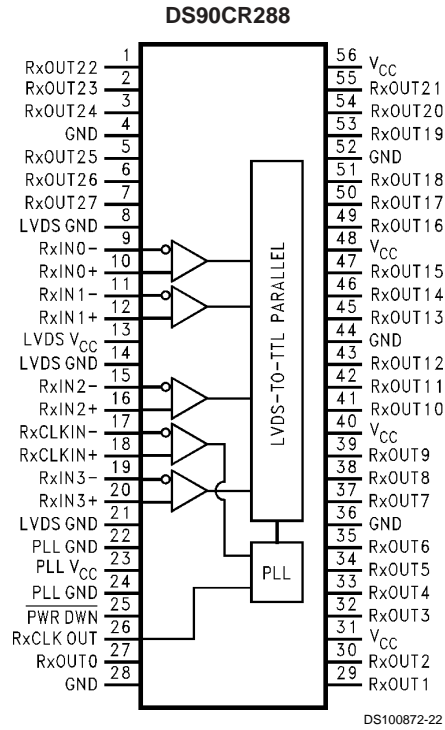 DS90CR288
1
RxOUT22
2
RxOUT23
3
RxOUT24
4
GND
5
RxOUT25
6
RxOUT26
7
RxOUT27
8
LVDS GND
9
RxIN0−
10
RxIN0+
11
RxIN1−
12
RxIN1+
13
LVDS VCC
14
LVDS GND
15
RxIN2−
16
RxIN2+
17
RxCLKIN−
18
RxCLKIN+
19
RxIN3−
20
RxIN3+
21
LVDS GND
22
PLL GND
23
PLL VCC
24
PLL GND
25
PWR DWN
26
RxCLK OUT
27
RxOUT0
28
GND
LVDS-TO-TTL PARALLEL
PLL
56
VCC
55
RxOUT21
54
RxOUT20
53
RxOUT19
52
GND
51
RxOUT18
50
RxOUT17
49
RxOUT16
48
VCC
47
RxOUT15
46
RxOUT14
45
RxOUT13
44
GND
43
RxOUT12
42
RxOUT11
41
RxOUT10
40
VCC
39
RxOUT9
38
RxOUT8
37
RxOUT7
36
GND
35
RxOUT6
34
RxOUT5
33
RxOUT4
32
RxOUT3
31
VCC
30
RxOUT2
29
RxOUT1
DS100872-22